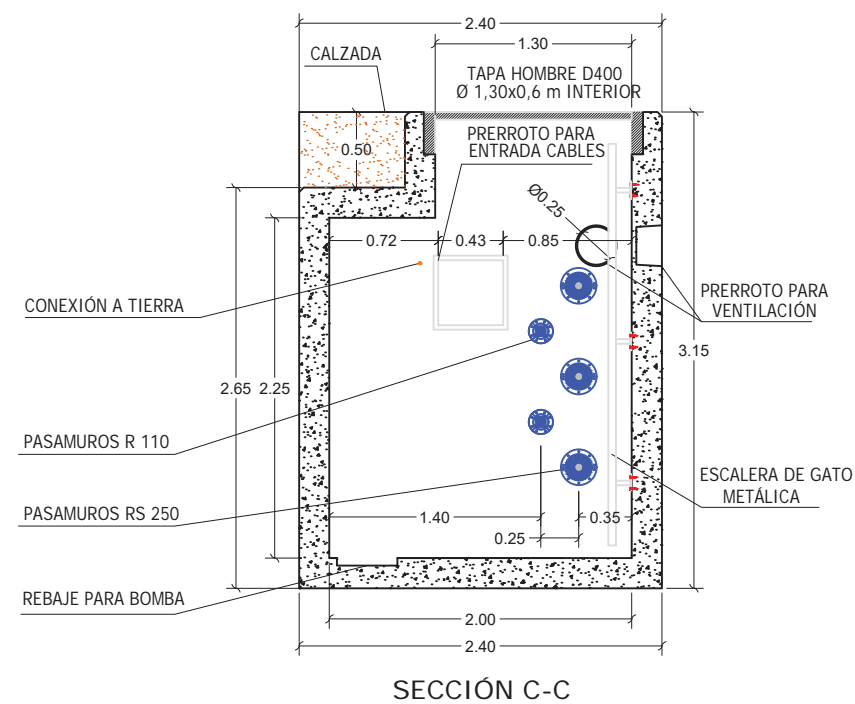 2.40
1.30
CALZADA
TAPA HOMBRE D400
Ø 1,30x0,6 m INTERIOR
PRERROTO PARA
ENTRADA CABLES
0.50
Ø0.25
0.72
0.43
0.85
CONEXIÓN A TIERRA
PRERROTO PARA
VENTILACIÓN
3.15
2.65
2.25
PASAMUROS R 110
ESCALERA DE GATO
METÁLICA
PASAMUROS RS 250
1.40
0.35
0.25
REBAJE PARA BOMBA
2.00
2.40
SECCIÓN C-C